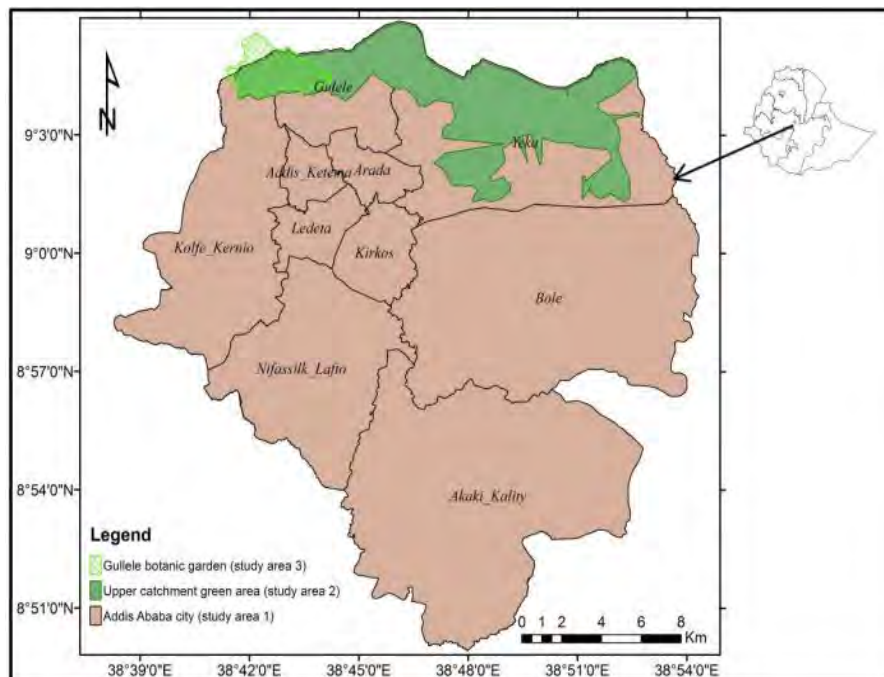 N
Gulele
9°3'0"N
Yeka
Addis_Ketema
Arada
Ledeta
9°0'0"N
Kolfe_Kernio
Kirkos
Bole
8°57'0"N
Nifassilk_Lafto
8°54'0"N
Akaki_Kality
Legend
Gullele botanic garden (study area 3)
Upper catchment green area (study area 2)
Addis Ababa city (study area 1)
8°51'0"N
0 1 2 4 6 8
Km
38°39'0"E 38°42'0"E 38°45'0"E 38°48'0"E 38°51'0"E 38°54'0"E